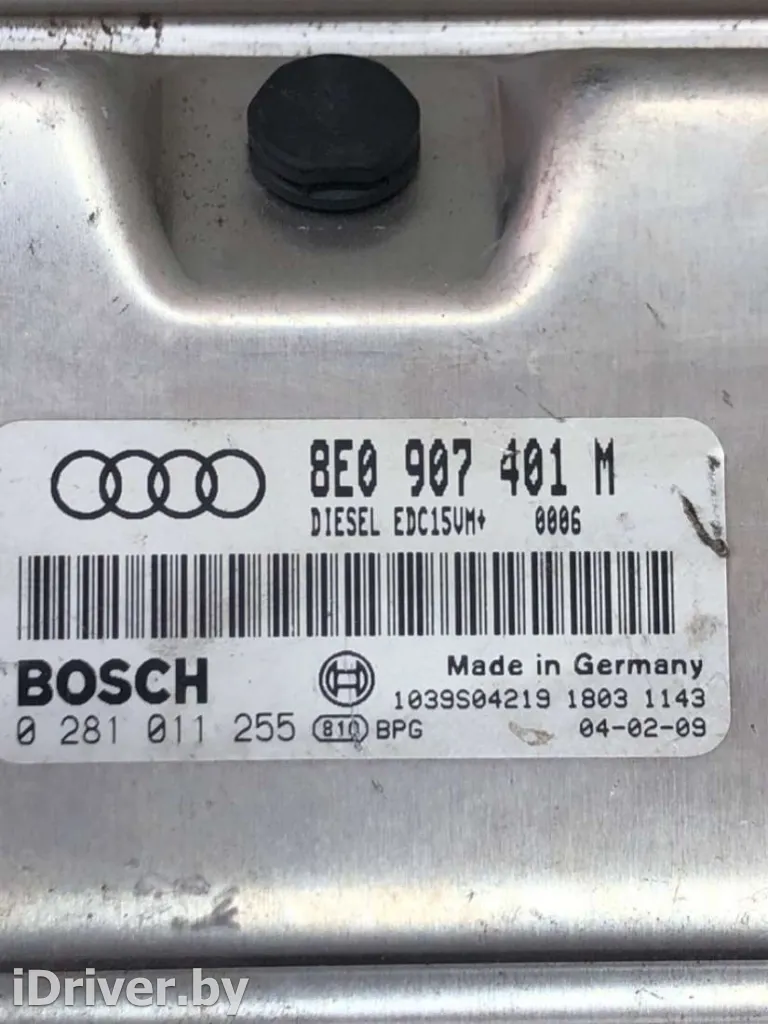 8E0 907 401 M
DIESEL EDC15VM+ 0006
BOSCH
Made in Germany
1039S04219 1803 1143
0 281 011 255 810 BPG 04-02-09
iDriver.by